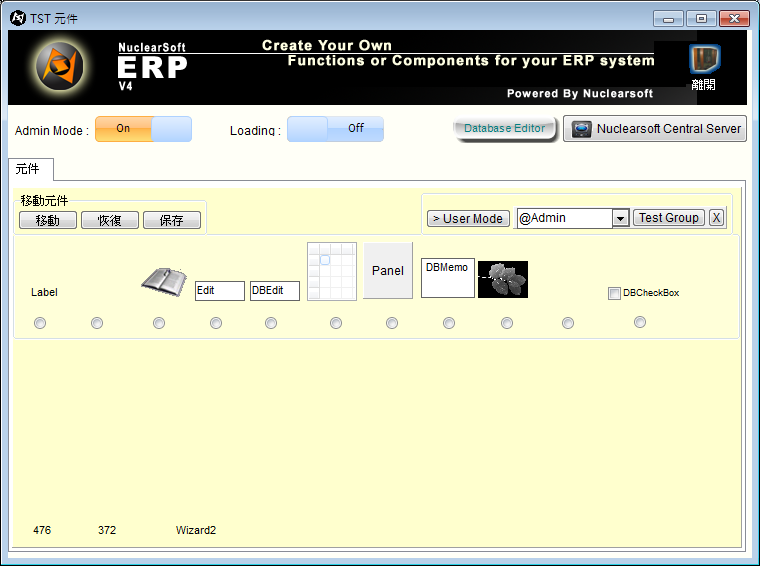 TST 元件
NuclearSoft
ERP
V4
Create Your Own
Functions or Components for your ERP system
Powered By Nuclearsoft
離開
Admin Mode :
On
Loading :
Off
Database Editor
Nuclearsoft Central Server
元件
移動元件
移動
恢復
保存
> User Mode
@Admin
Test Group
X
Label
Edit
DBEdit
Panel
DBMemo
DBCheckBox
476
372
Wizard2